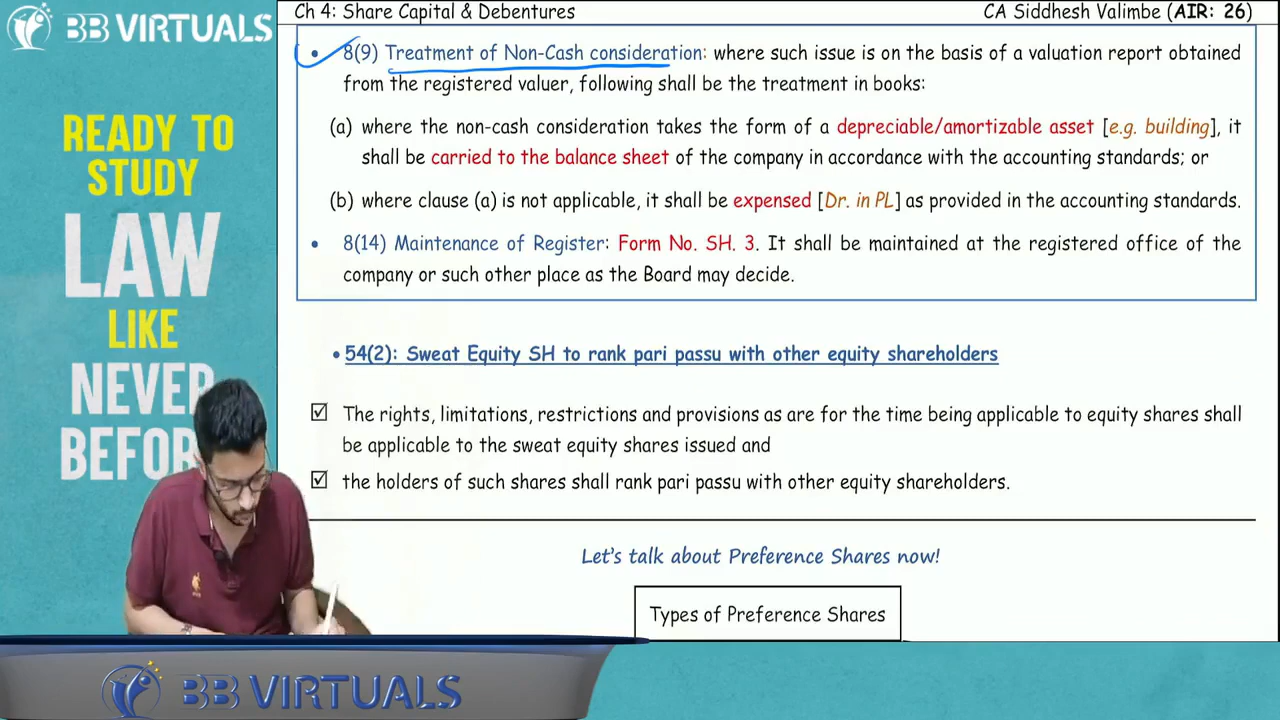 BB VIRTUALS
READY TO
STUDY
LAW
LIKE
NEVER
BEFOR
Ch 4: Share Capital & Debentures
CA Siddhesh Valimbe (AIR: 26)
• 8(9) Treatment of Non-Cash consideration: where such issue is on the basis of a valuation report obtained
from the registered valuer, following shall be the treatment in books:
(a) where the non-cash consideration takes the form of a depreciable/amortizable asset [e.g. building], it
shall be carried to the balance sheet of the company in accordance with the accounting standards; or
(b) where clause (a) is not applicable, it shall be expensed [Dr. in PL] as provided in the accounting standards.
• 8(14) Maintenance of Register: Form No. SH. 3. It shall be maintained at the registered office of the
company or such other place as the Board may decide.
• 54(2): Sweat Equity SH to rank pari passu with other equity shareholders
☑ The rights, limitations, restrictions and provisions as are for the time being applicable to equity shares shall
be applicable to the sweat equity shares issued and
☑ the holders of such shares shall rank pari passu with other equity shareholders.
Let's talk about Preference Shares now!
Types of Preference Shares
BB VIRTUALS